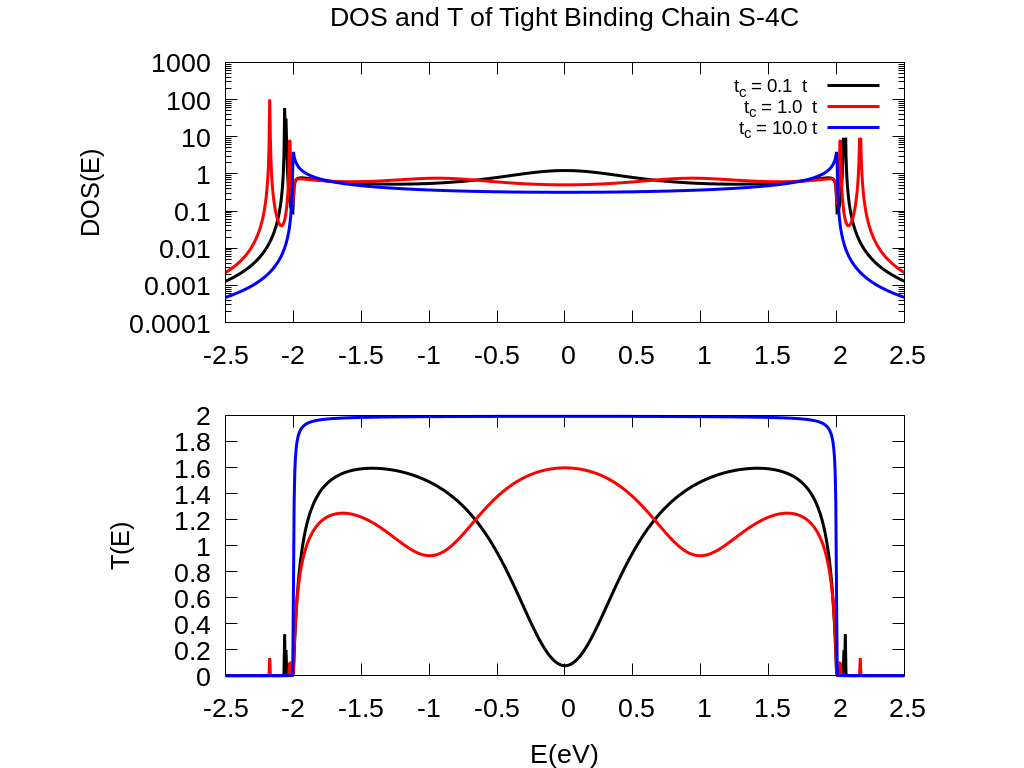 DOS and T of Tight Binding Chain S-4C
1000
100
10
1
0.1
0.01
0.001
0.0001
DOS(E)
t_c = 0.1 t
t_c = 1.0 t
t_c = 10.0 t
-2.5 -2 -1.5 -1 -0.5 0 0.5 1 1.5 2 2.5
2
1.8
1.6
1.4
1.2
1
0.8
0.6
0.4
0.2
0
T(E)
-2.5 -2 -1.5 -1 -0.5 0 0.5 1 1.5 2 2.5
E(eV)